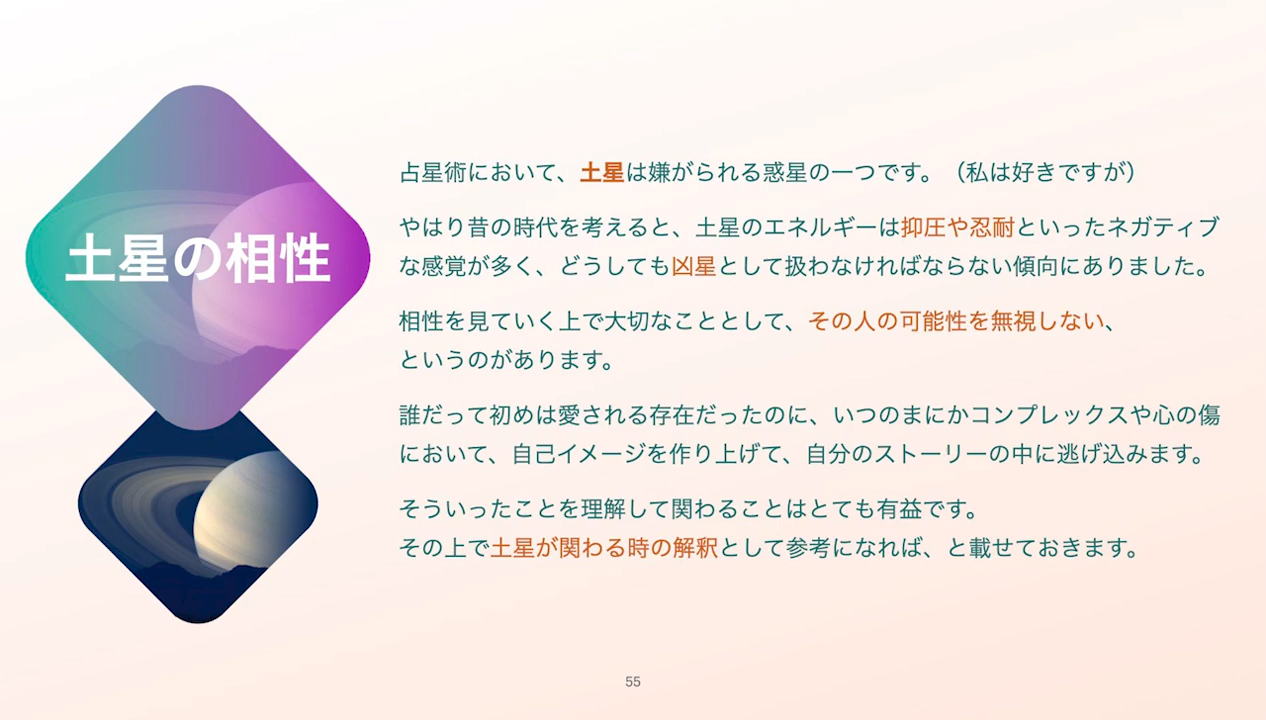 土星の相性
占星術において、土星は嫌がられる惑星の一つです。（私は好きですが）
やはり昔の時代を考えると、土星のエネルギーは抑圧や忍耐といったネガティブ
な感覚が多く、どうしても凶星として扱わなければならない傾向にありました。
相性を見ていく上で大切なこととして、その人の可能性を無視しない、
というのがあります。
誰だって初めは愛される存在だったのに、いつのまにかコンプレックスや心の傷
において、自己イメージを作り上げて、自分のストーリーの中に逃げ込みます。
そういったことを理解して関わることはとても有益です。
その上で土星が関わる時の解釈として参考になれば、と載せておきます。
55